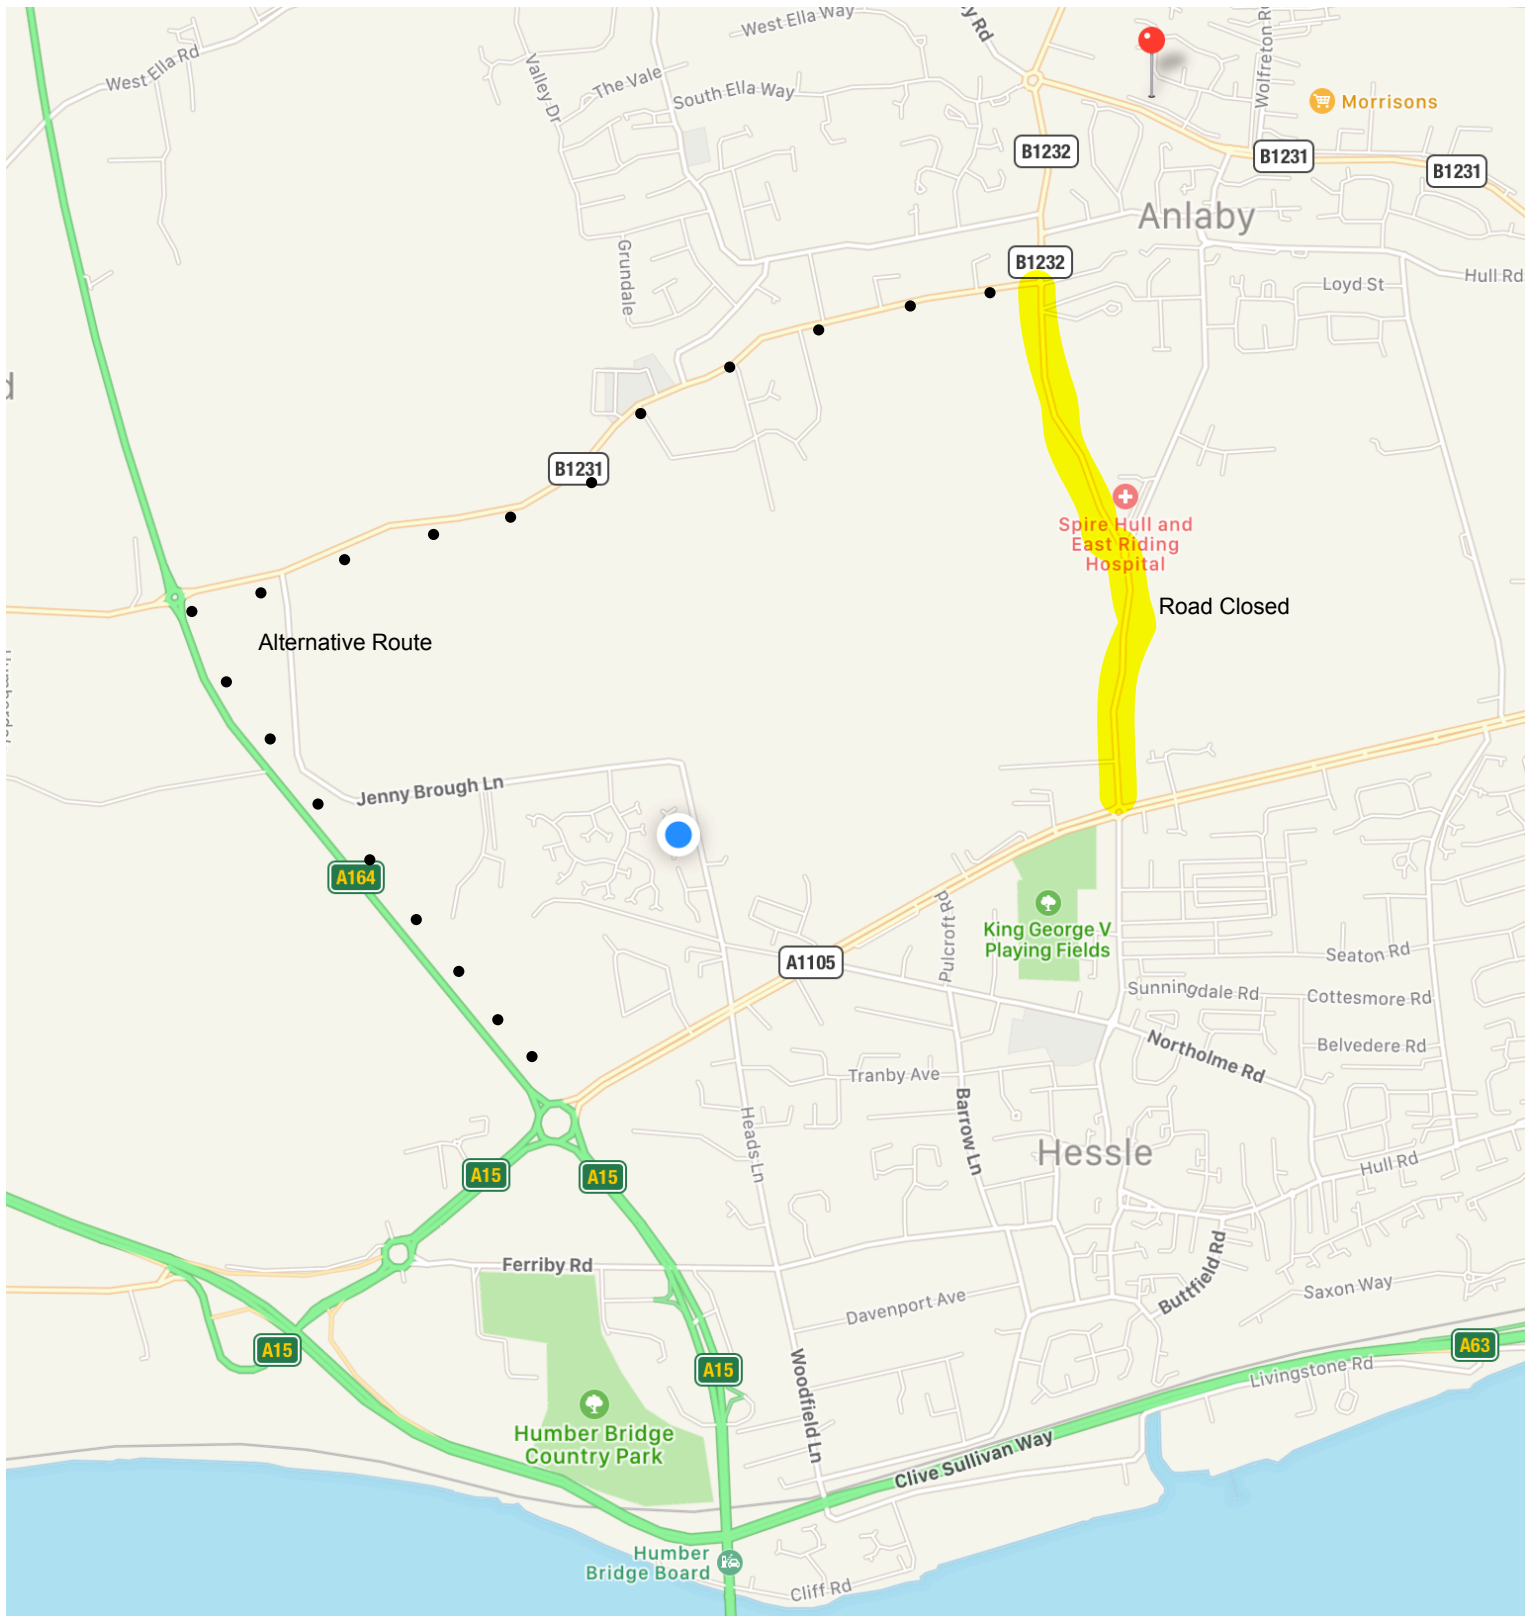 West Ella Way
y Rd
West Ella Rd
Valley Dr
The Vale
South Ella Way
Wolfreton R
Morrisons
B1232
B1231
B1231
Anlaby
B1232
Grundale
Loyd St
Hull Rd
d
B1231
Spire Hull and
East Riding
Hospital
Road Closed
Alternative Route
Jenny Brough Ln
A164
Pulcroft Rd
King George V
Playing Fields
A1105
Seaton Rd
Sunningdale Rd
Cottesmore Rd
Northolme Rd
Belvedere Rd
Tranby Ave
Barrow Ln
Heads Ln
Hessle
Hull Rd
A15
A15
Ferriby Rd
Buttfield Rd
Davenport Ave
Saxon Way
A15
A15
A63
Livingstone Rd
Woodfield Ln
Humber Bridge
Country Park
Clive Sullivan Way
Humber
Bridge Board
Cliff Rd